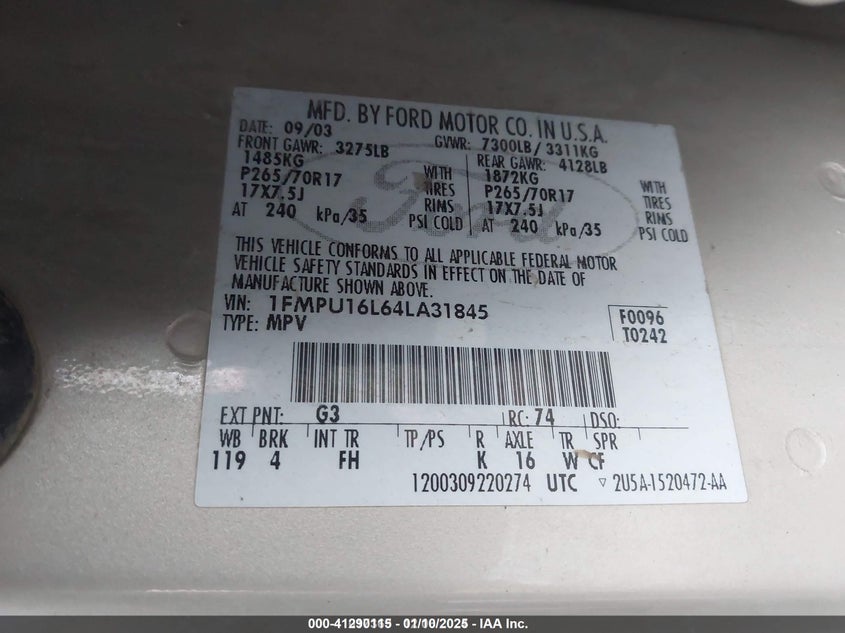 MFD. BY FORD MOTOR CO. IN U.S.A.
DATE: 09/03 GVWR: 7300LB/ 3311KG
FRONT GAWR: 3275LB REAR GAWR: 4128LB
1485KG WITH 1872KG WITH
P265/70R17 TIRES P265/70R17 TIRES
17X7.5J RIMS 17X7.5J RIMS
AT 240 kPa/35 PSI COLD AT 240 kPa/35 PSI COLD
Ford
THIS VEHICLE CONFORMS TO ALL APPLICABLE FEDERAL MOTOR
VEHICLE SAFETY STANDARDS IN EFFECT ON THE DATE OF
MANUFACTURE SHOWN ABOVE.
VIN: 1FMPU16L64LA31845 F0096
TYPE: MPV T0242
EXT PNT: G3 RC: 74 DSO:
WB BRK INT TR TP/PS R AXLE TR SPR
119 4 FH K 16 W CF
1200309220274 UTC ▽ 2U5A-1520472-AA
000-41290115 - 01/10/2025 - IAA Inc.